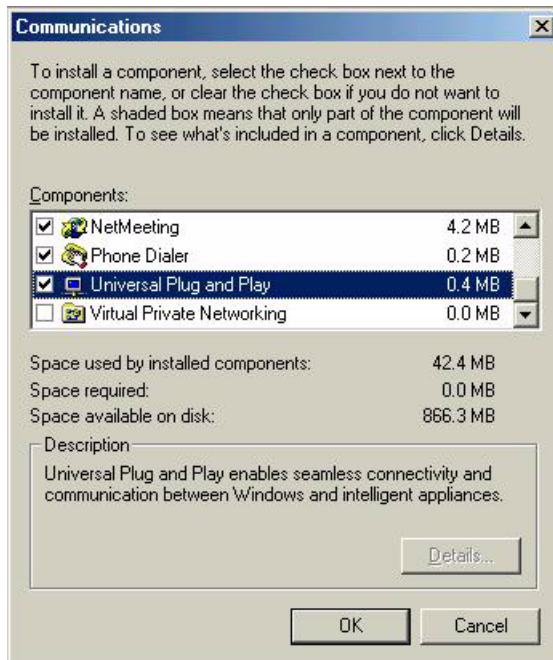 Communications
To install a component, select the check box next to the
component name, or clear the check box if you do not want to
install it. A shaded box means that only part of the component will
be installed. To see what's included in a component, click Details.
Components:
NetMeeting 4.2 MB
Phone Dialer 0.2 MB
Universal Plug and Play 0.4 MB
Virtual Private Networking 0.0 MB
Space used by installed components: 42.4 MB
Space required: 0.0 MB
Space available on disk: 866.3 MB
Description
Universal Plug and Play enables seamless connectivity and
communication between Windows and intelligent appliances.
Details...
OK Cancel